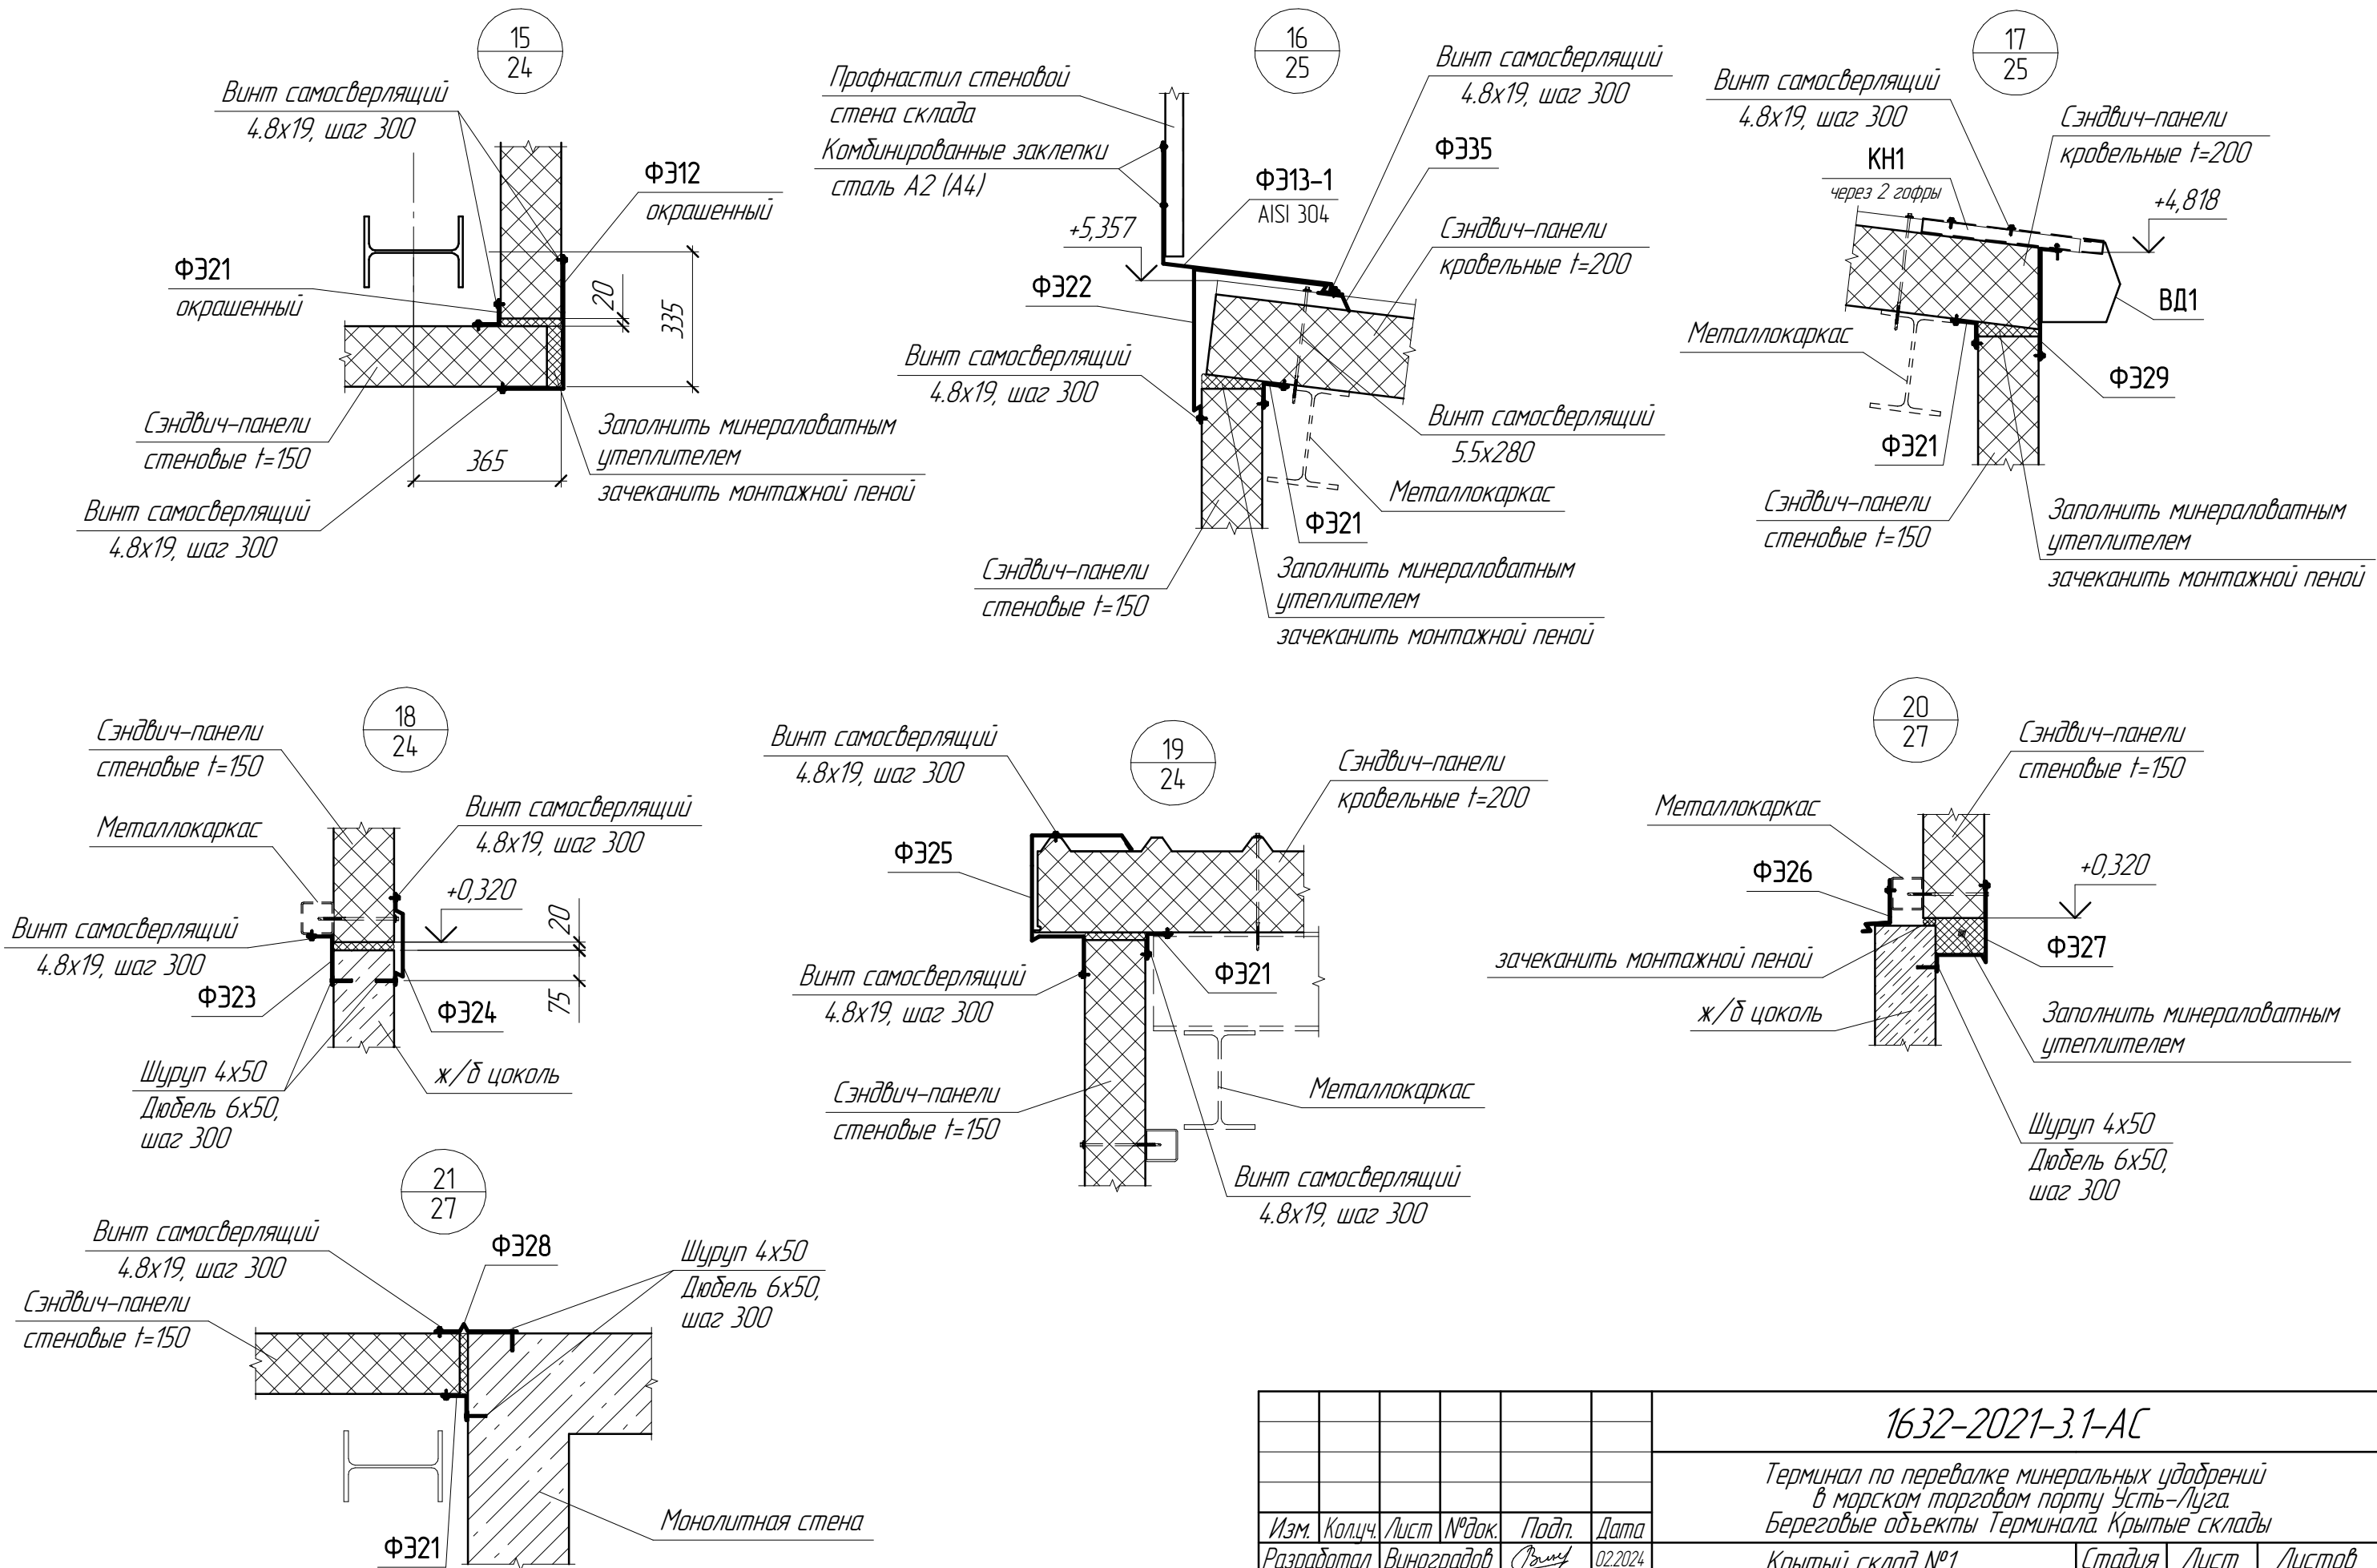 15
24
Винт самосверлящий
4.8x19, шаг 300
ФЭ12
окрашенный
ФЭ21
окрашенный
20
335
365
Сэндвич-панели
стеновые t=150
Заполнить минераловатным
утеплителем
зачеканить монтажной пеной
Винт самосверлящий
4.8x19, шаг 300
16
25
Профнастил стеновой
стена склада
Комбинированные заклепки
сталь А2 (А4)
Винт самосверлящий
4.8x19, шаг 300
ФЭ35
ФЭ13-1
AISI 304
+5,357
Сэндвич-панели
кровельные t=200
ФЭ22
Винт самосверлящий
4.8x19, шаг 300
Винт самосверлящий
5.5x280
Металлокаркас
ФЭ21
Сэндвич-панели
стеновые t=150
Заполнить минераловатным
утеплителем
зачеканить монтажной пеной
17
25
Винт самосверлящий
4.8x19, шаг 300
Сэндвич-панели
кровельные t=200
КН1
через 2 гофры
+4,818
ВД1
Металлокаркас
ФЭ29
ФЭ21
Сэндвич-панели
стеновые t=150
Заполнить минераловатным
утеплителем
зачеканить монтажной пеной
18
24
Сэндвич-панели
стеновые t=150
Металлокаркас
Винт самосверлящий
4.8x19, шаг 300
+0,320
20
Винт самосверлящий
4.8x19, шаг 300
75
ФЭ23
ФЭ24
Шуруп 4x50
Дюбель 6x50,
шаг 300
ж/б цоколь
19
24
Винт самосверлящий
4.8x19, шаг 300
Сэндвич-панели
кровельные t=200
ФЭ25
Винт самосверлящий
4.8x19, шаг 300
ФЭ21
Сэндвич-панели
стеновые t=150
Металлокаркас
Винт самосверлящий
4.8x19, шаг 300
20
27
Сэндвич-панели
стеновые t=150
Металлокаркас
ФЭ26
+0,320
зачеканить монтажной пеной
ФЭ27
ж/б цоколь
Заполнить минераловатным
утеплителем
Шуруп 4x50
Дюбель 6x50,
шаг 300
21
27
Винт самосверлящий
4.8x19, шаг 300
ФЭ28
Шуруп 4x50
Дюбель 6x50,
шаг 300
Сэндвич-панели
стеновые t=150
Монолитная стена
ФЭ21
1632-2021-3.1-АС
Терминал по перевалке минеральных удобрений
в морском торговом порту Усть-Луга.
Береговые объекты Терминала. Крытые склады
Изм. Кол.уч. Лист №док. Подп. Дата
Разработал Виноградов 02.2024
Крытый склад №1
Стадия Лист Листов